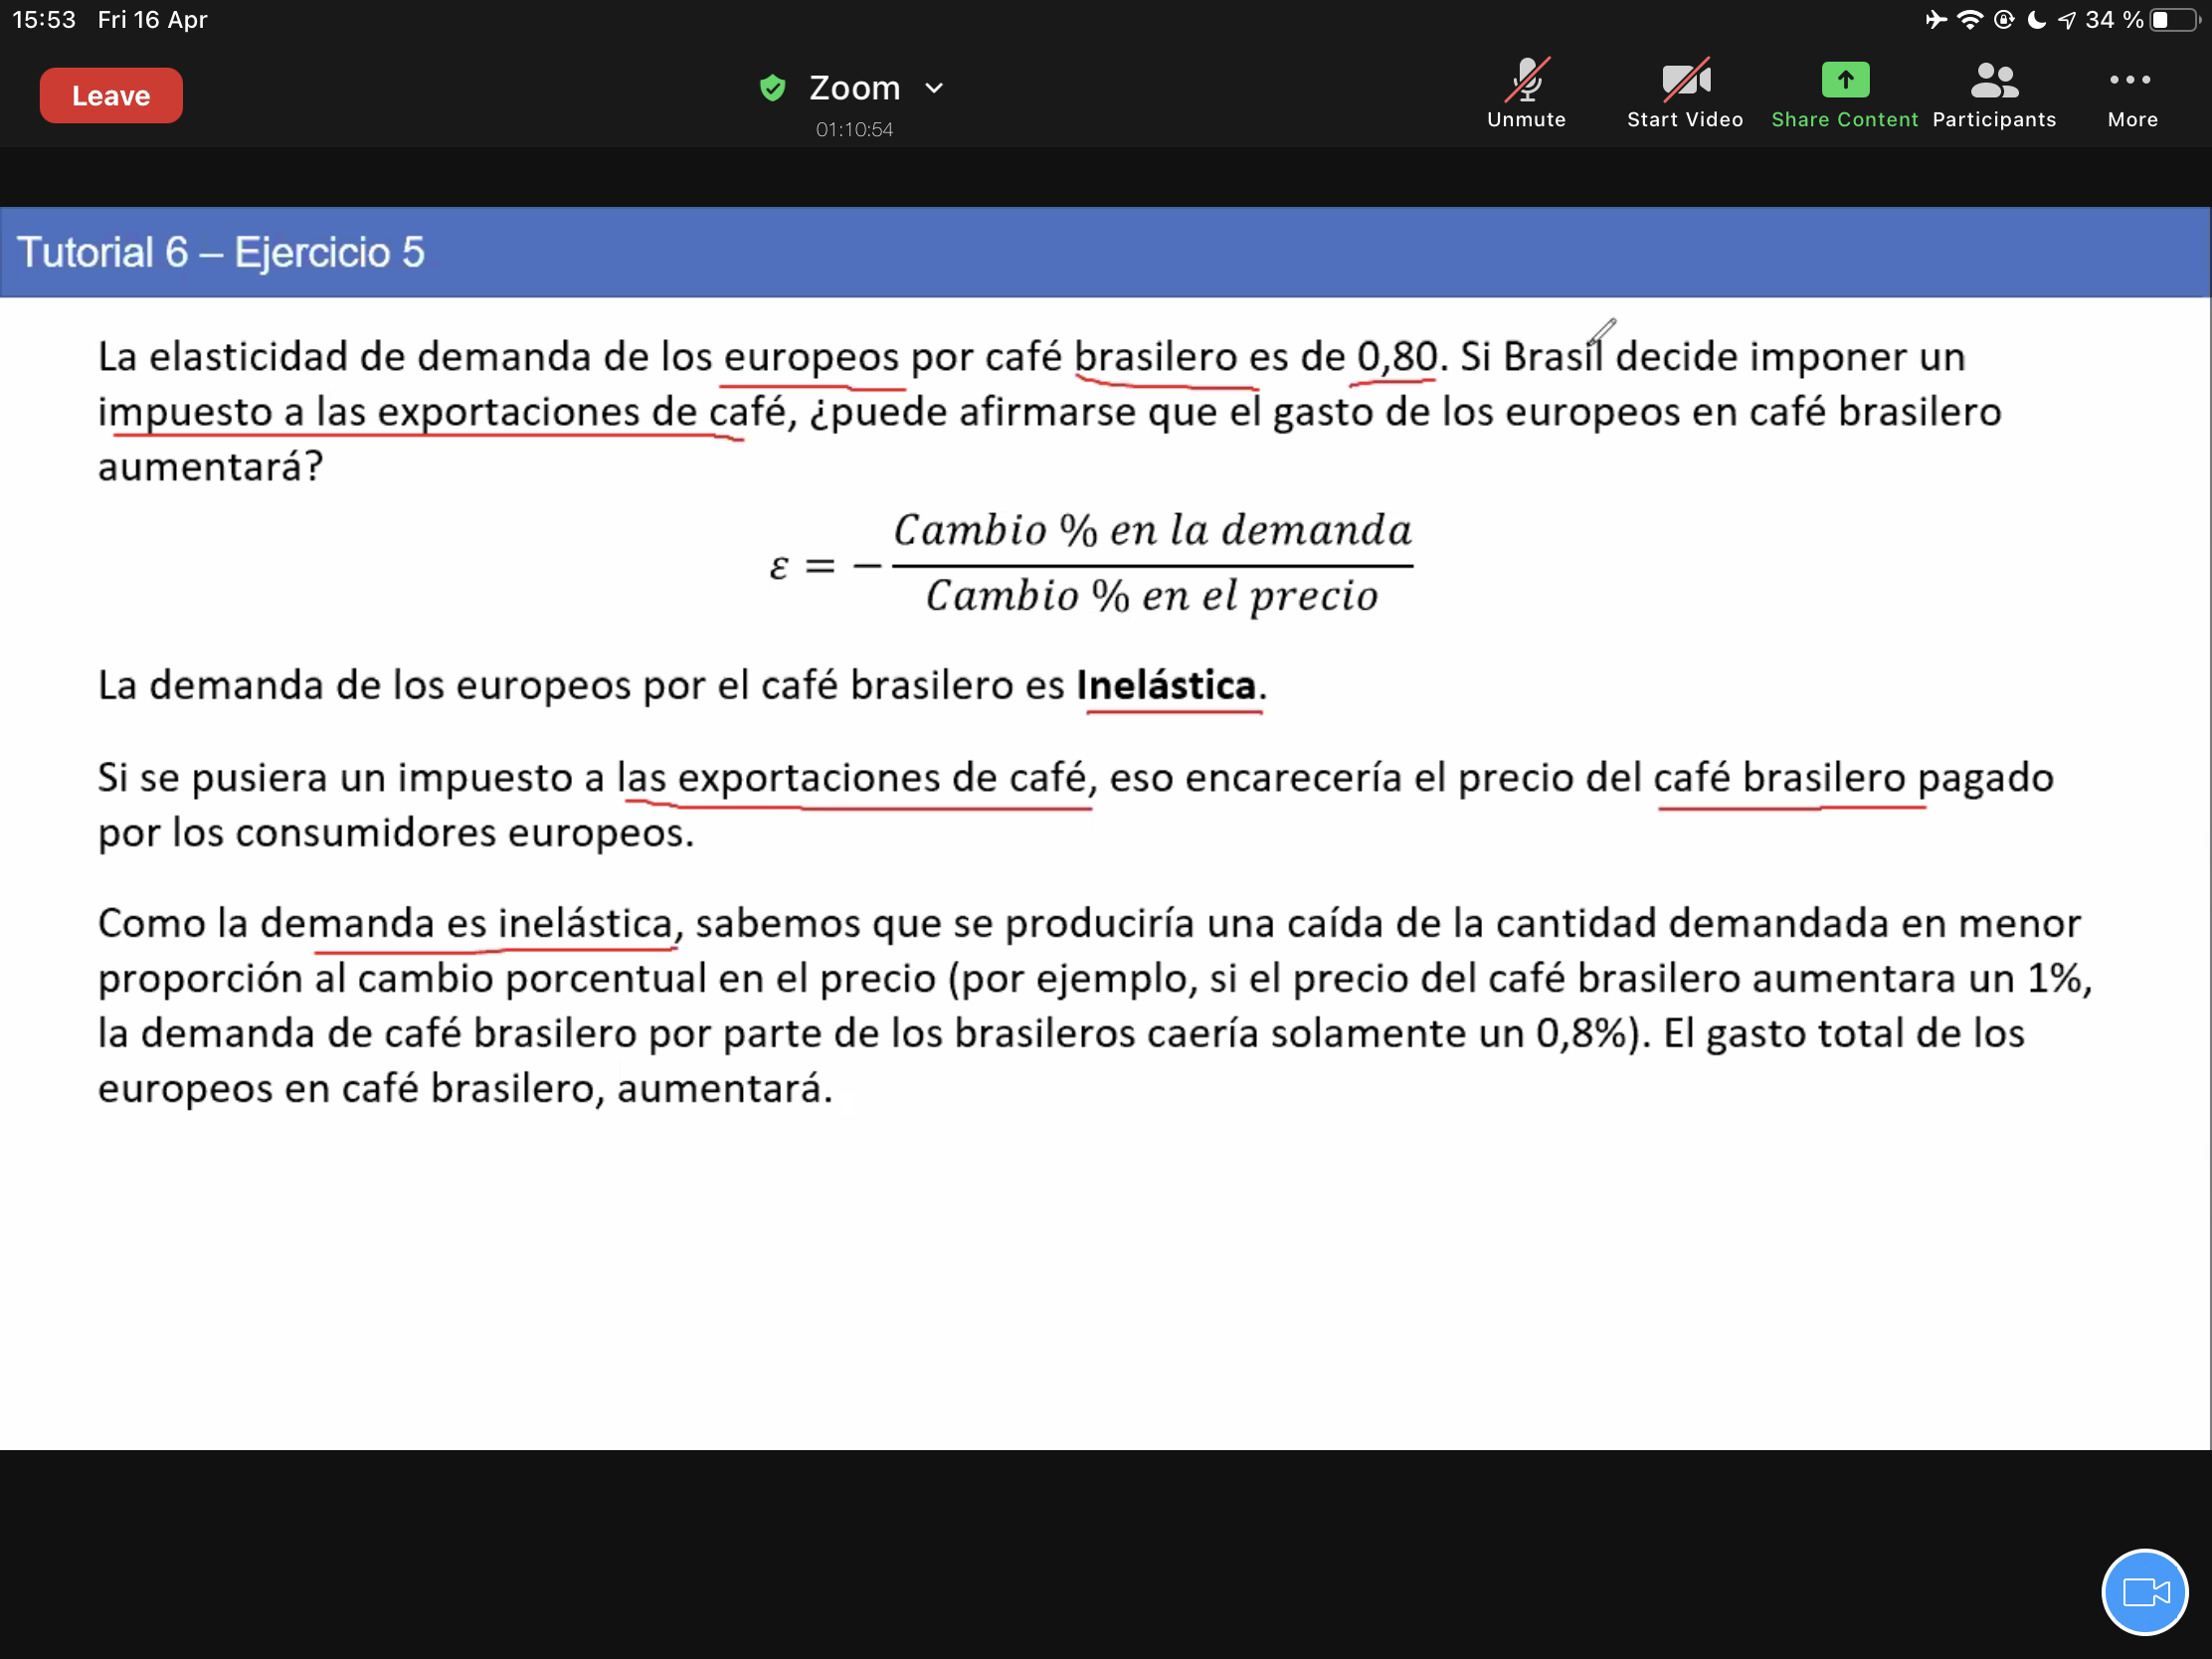 15:53 Fri 16 Apr
34 %
Leave
Zoom
01:10:54
Unmute
Start Video
Share Content
Participants
More
Tutorial 6 – Ejercicio 5
La elasticidad de demanda de los europeos por café brasilero es de 0,80. Si Brasil decide imponer un
impuesto a las exportaciones de café, ¿puede afirmarse que el gasto de los europeos en café brasilero
aumentará?
Cambio % en la demanda
ε = −
Cambio % en el precio
La demanda de los europeos por el café brasilero es Inelástica.
Si se pusiera un impuesto a las exportaciones de café, eso encarecería el precio del café brasilero pagado
por los consumidores europeos.
Como la demanda es inelástica, sabemos que se produciría una caída de la cantidad demandada en menor
proporción al cambio porcentual en el precio (por ejemplo, si el precio del café brasilero aumentara un 1%,
la demanda de café brasilero por parte de los brasileros caería solamente un 0,8%). El gasto total de los
europeos en café brasilero, aumentará.